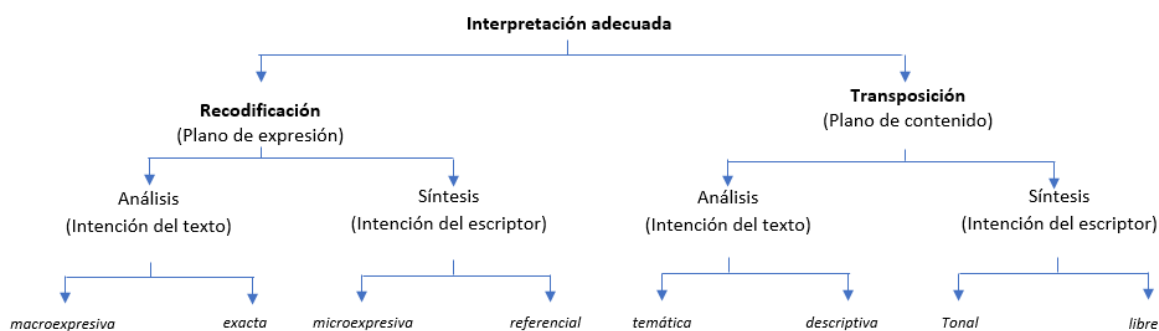 Interpretación adecuada
Recodificación
(Plano de expresión)
Transposición
(Plano de contenido)
Análisis
(Intención del texto)
Síntesis
(Intención del escriptor)
Análisis
(Intención del texto)
Síntesis
(Intención del escriptor)
macroexpresiva
exacta
microexpresiva
referencial
temática
descriptiva
Tonal
libre